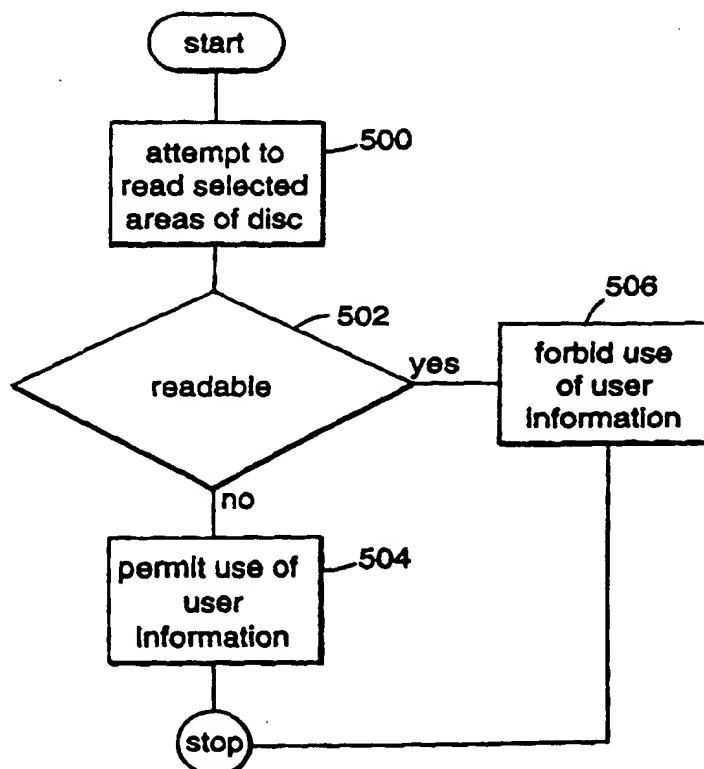 start
attempt to
read selected
areas of disc
500
502
readable
yes
506
forbid use
of user
information
no
permit use of
user
information
504
stop